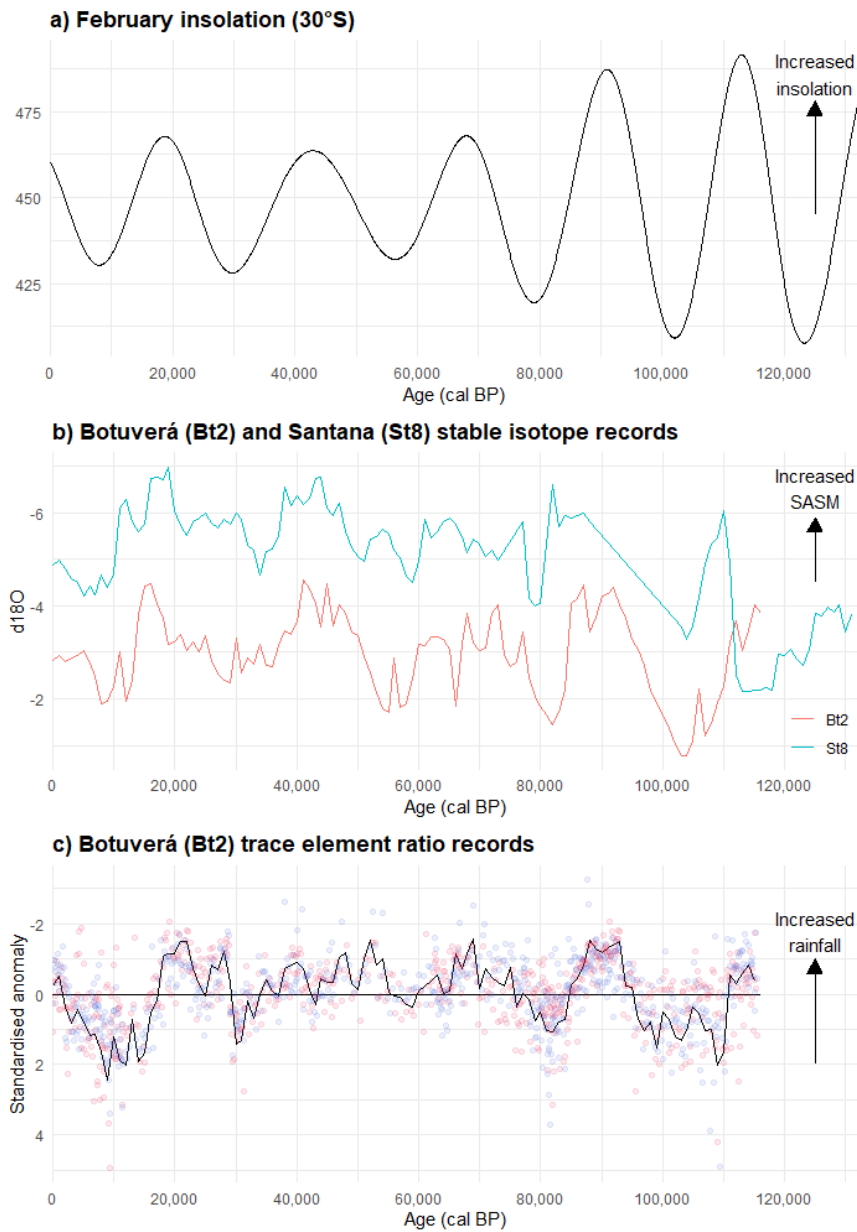 a) February insolation (30°S)
Increased
insolation
475
450
425
0 20,000 40,000 60,000 80,000 100,000 120,000
Age (cal BP)
b) Botuverá (Bt2) and Santana (St8) stable isotope records
Increased
SASM
-6
-4
-2
d18O
Bt2
St8
0 20,000 40,000 60,000 80,000 100,000 120,000
Age (cal BP)
c) Botuverá (Bt2) trace element ratio records
Increased
rainfall
-2
0
2
4
Standardised anomaly
0 20,000 40,000 60,000 80,000 100,000 120,000
Age (cal BP)